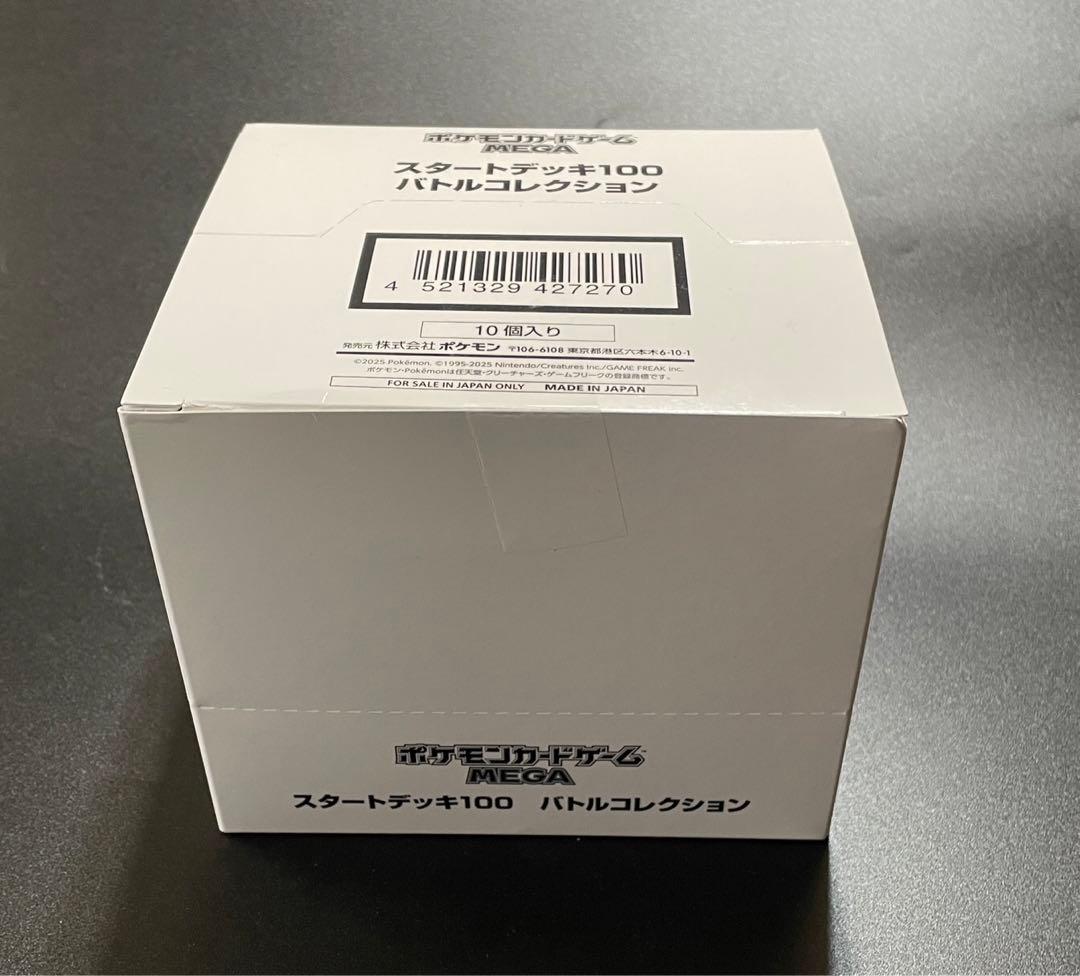 ポケモンカードゲーム
MEGA
スタートデッキ100
バトルコレクション
4 521329 427270
10個入り
発売元 株式会社 ポケモン 〒106-6108 東京都港区六本木6-10-1
©2025 Pokémon. ©1995-2025 Nintendo/Creatures Inc./GAME FREAK inc.
ポケモン・Pokémonは任天堂・クリーチャーズ・ゲームフリークの登録商標です。
FOR SALE IN JAPAN ONLY MADE IN JAPAN
ポケモンカードゲーム
MEGA
スタートデッキ100 バトルコレクション